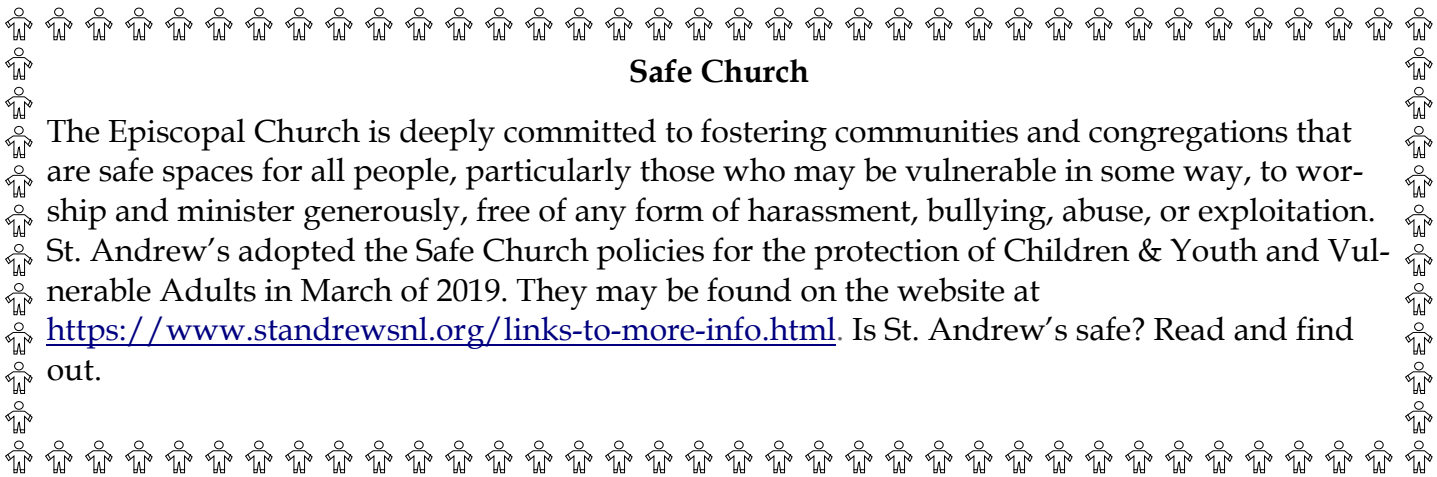 Safe Church
The Episcopal Church is deeply committed to fostering communities and congregations that
are safe spaces for all people, particularly those who may be vulnerable in some way, to wor-
ship and minister generously, free of any form of harassment, bullying, abuse, or exploitation.
St. Andrew’s adopted the Safe Church policies for the protection of Children & Youth and Vul-
nerable Adults in March of 2019. They may be found on the website at
https://www.standrewsnl.org/links-to-more-info.html. Is St. Andrew’s safe? Read and find
out.